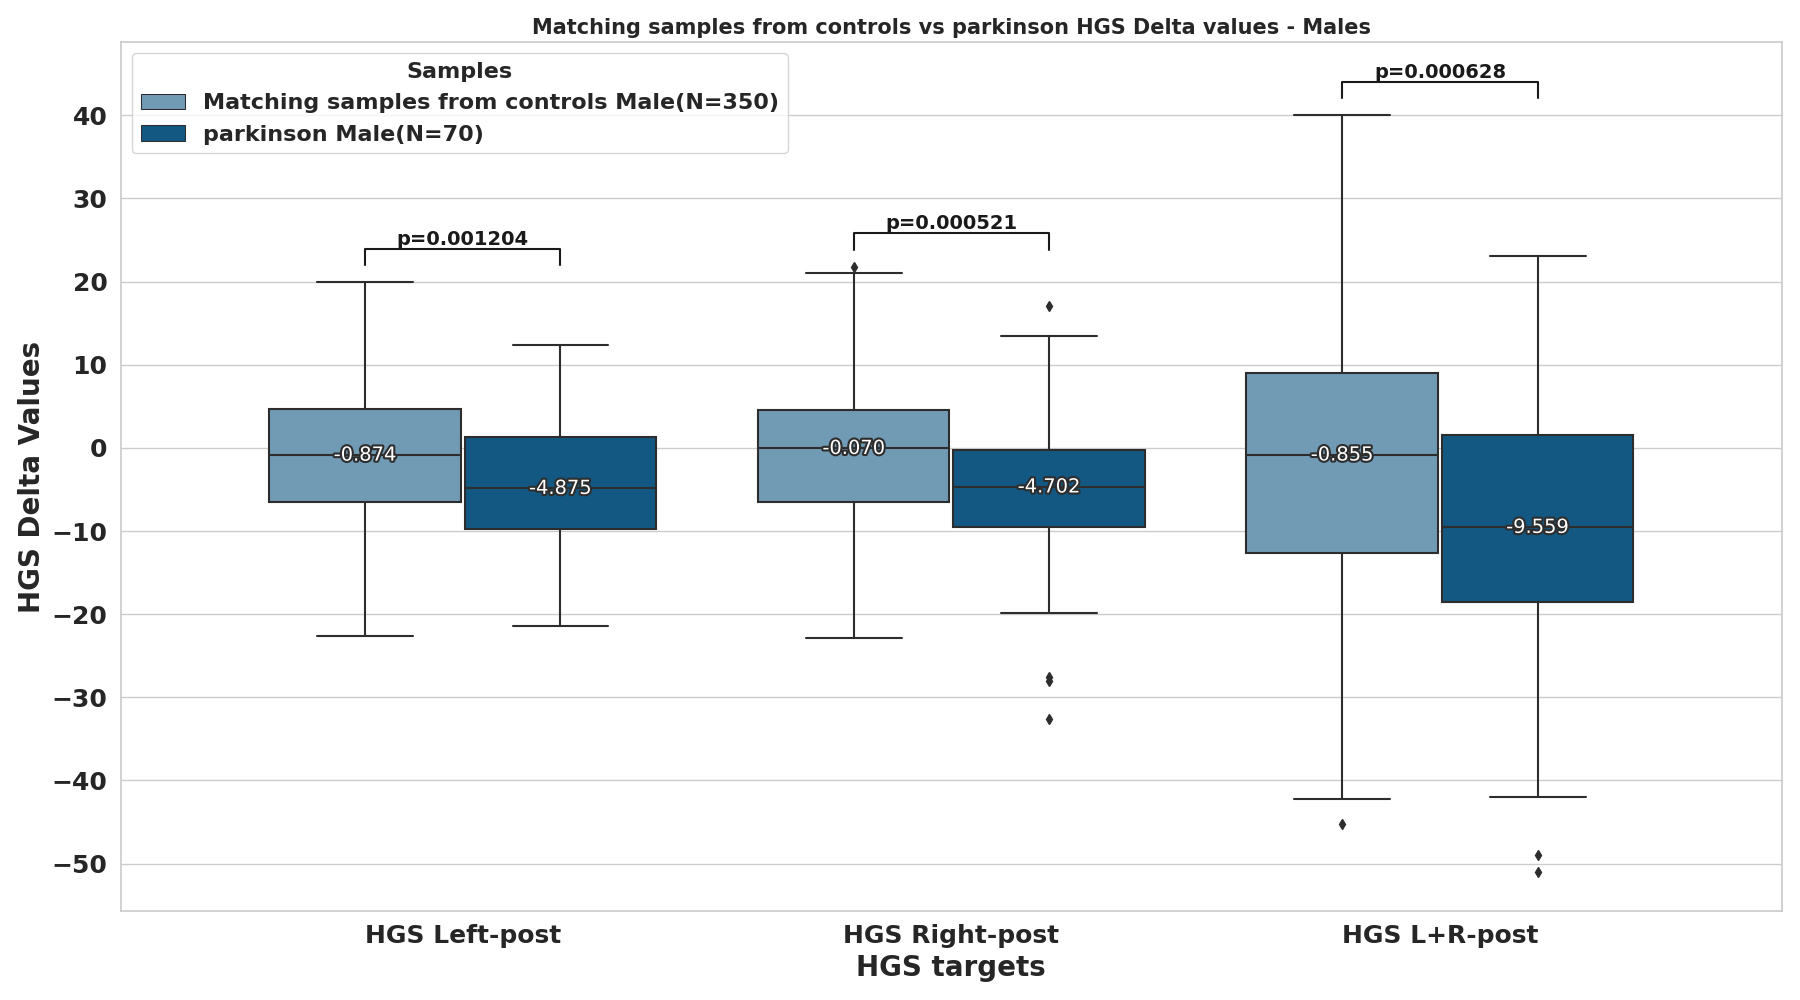 Matching samples from controls vs parkinson HGS Delta values - Males
Samples
Matching samples from controls Male(N=350)
parkinson Male(N=70)
p=0.001204
p=0.000521
p=0.000628
HGS Delta Values
40
30
20
10
0
−10
−20
−30
−40
−50
-0.874
-4.875
-0.070
-4.702
-0.855
-9.559
HGS Left-post
HGS Right-post
HGS L+R-post
HGS targets